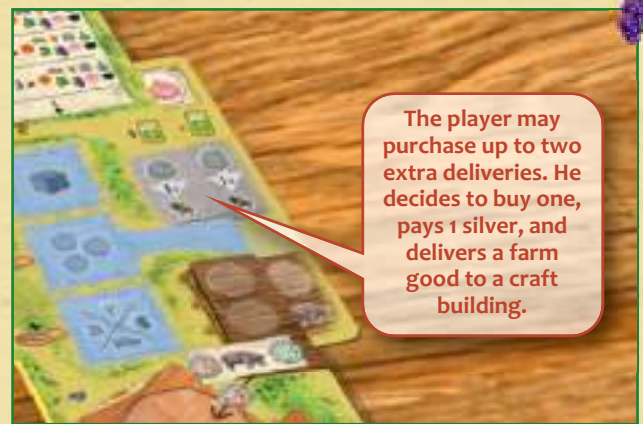 The player may
purchase up to two
extra deliveries. He
decides to buy one,
pays 1 silver, and
delivers a farm
good to a craft
building.